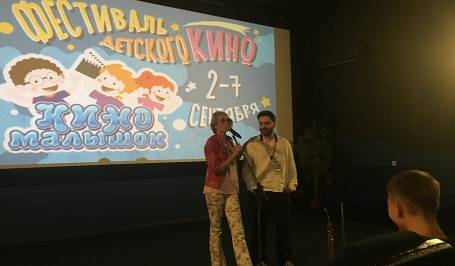 ФЕСТИВАЛЬ
ДЕТСКОГО КИНО
2-7
СЕНТЯБРЯ
КИНО
МАЛЫШОК